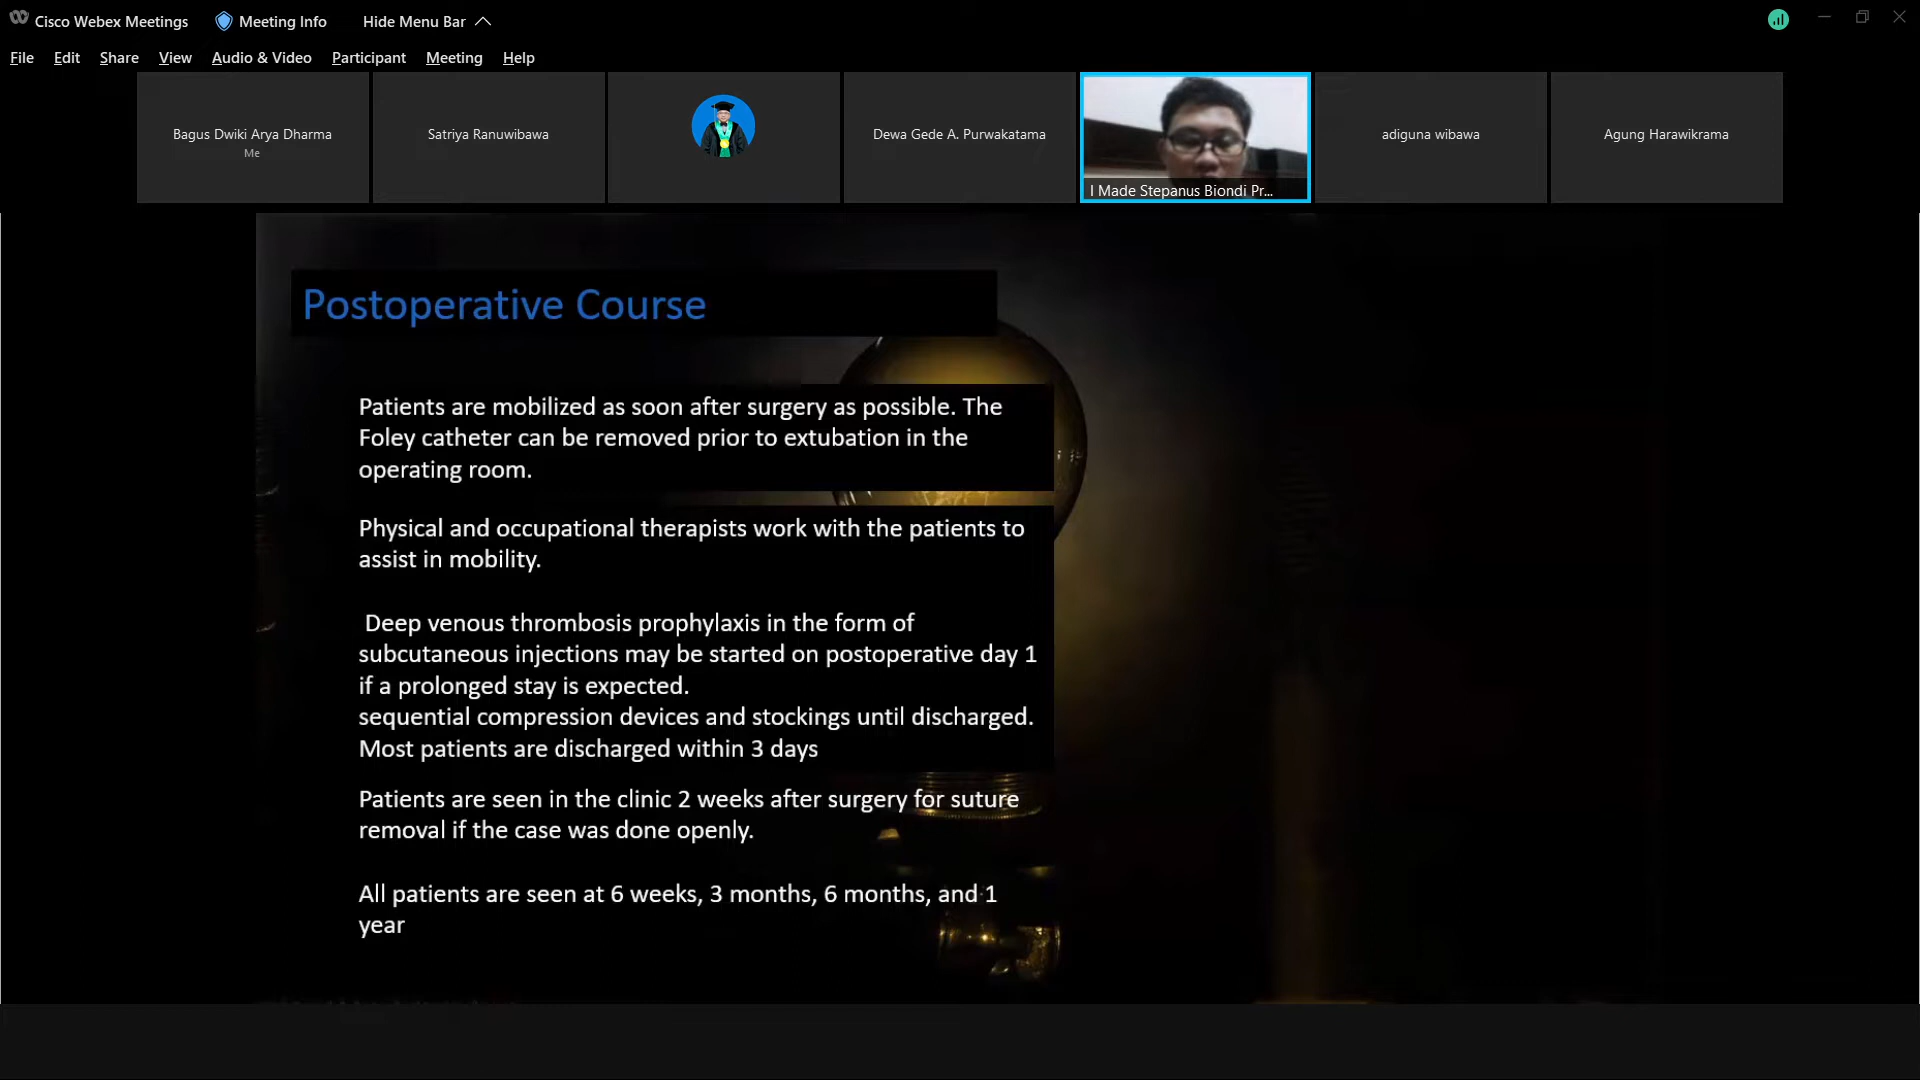 Cisco Webex Meetings Meeting Info Hide Menu Bar
File Edit Share View Audio & Video Participant Meeting Help
Bagus Dwiki Arya Dharma
Me
Satriya Ranuwibawa
Dewa Gede A. Purwakatama
I Made Stepanus Biondi Pr...
adiguna wibawa
Agung Harawikrama
Postoperative Course
Patients are mobilized as soon after surgery as possible. The
Foley catheter can be removed prior to extubation in the
operating room.
Physical and occupational therapists work with the patients to
assist in mobility.
Deep venous thrombosis prophylaxis in the form of
subcutaneous injections may be started on postoperative day 1
if a prolonged stay is expected.
sequential compression devices and stockings until discharged.
Most patients are discharged within 3 days
Patients are seen in the clinic 2 weeks after surgery for suture
removal if the case was done openly.
All patients are seen at 6 weeks, 3 months, 6 months, and 1
year